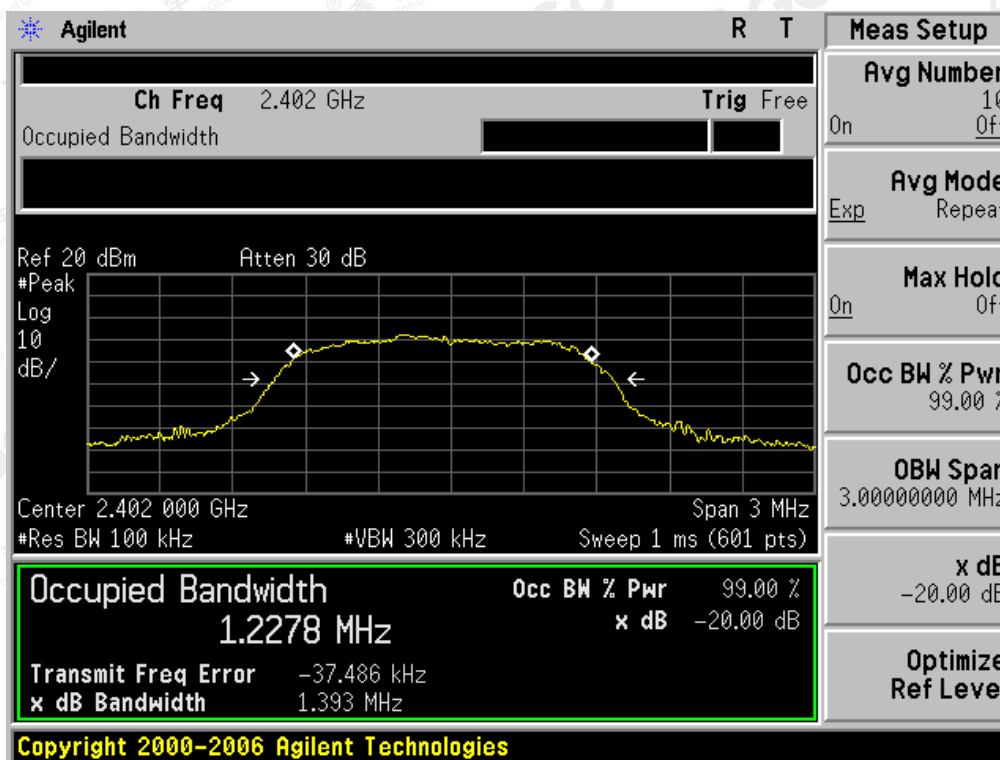 Agilent
R T
Meas Setup
Ch Freq 2.402 GHz
Trig Free
Occupied Bandwidth
Ref 20 dBm
Atten 30 dB
#Peak
Log
10
dB/
Center 2.402 000 GHz
Span 3 MHz
#Res BW 100 kHz
#VBW 300 kHz
Sweep 1 ms (601 pts)
Occupied Bandwidth
1.2278 MHz
Occ BW % Pwr 99.00 %
x dB -20.00 dB
Transmit Freq Error -37.486 kHz
x dB Bandwidth 1.393 MHz
Copyright 2000-2006 Agilent Technologies
Avg Number
10
On Off
Avg Mode
Exp Repeat
Max Hold
On Off
Occ BW % Pwr
99.00 %
OBW Span
3.00000000 MHz
x dB
-20.00 dB
Optimize
Ref Level